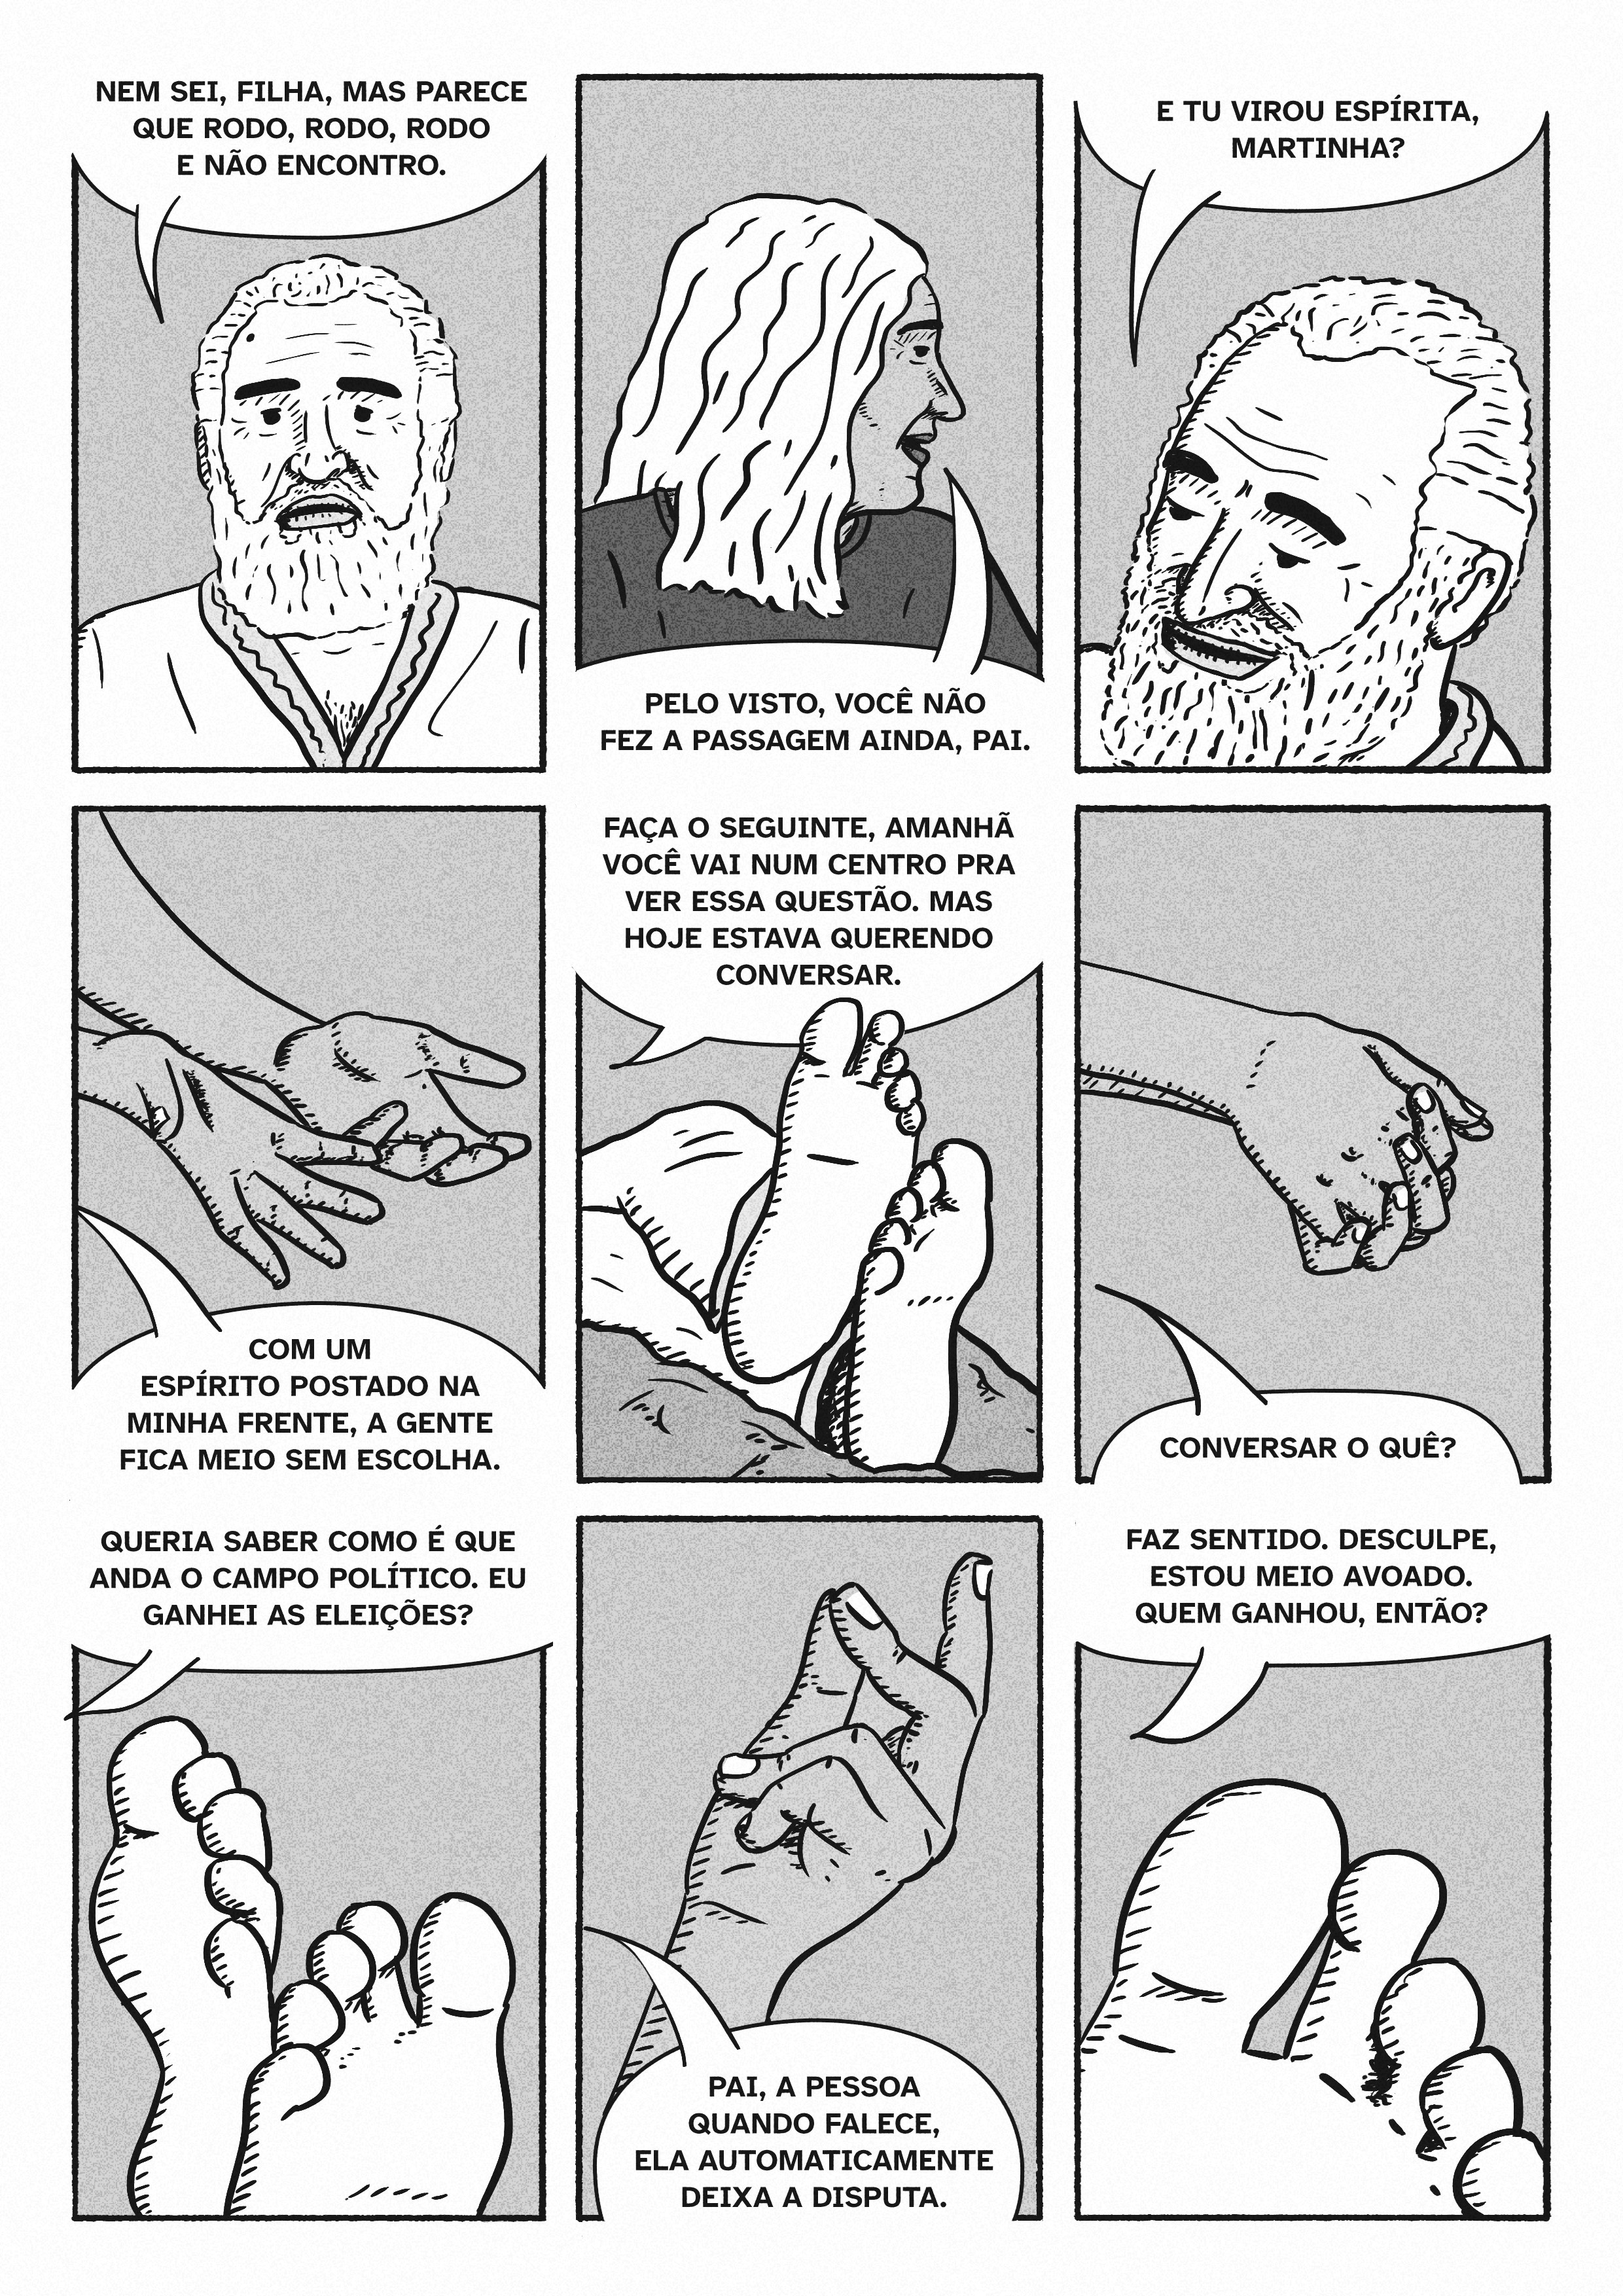 NEM SEI, FILHA, MAS PARECE
QUE RODO, RODO, RODO
E NÃO ENCONTRO.
PELO VISTO, VOCÊ NÃO
FEZ A PASSAGEM AINDA, PAI.
E TU VIROU ESPÍRITA,
MARTINHA?
COM UM
ESPÍRITO POSTADO NA
MINHA FRENTE, A GENTE
FICA MEIO SEM ESCOLHA.
FAÇA O SEGUINTE, AMANHÃ
VOCÊ VAI NUM CENTRO PRA
VER ESSA QUESTÃO. MAS
HOJE ESTAVA QUERENDO
CONVERSAR.
CONVERSAR O QUÊ?
QUERIA SABER COMO É QUE
ANDA O CAMPO POLÍTICO. EU
GANHEI AS ELEIÇÕES?
PAI, A PESSOA
QUANDO FALECE,
ELA AUTOMATICAMENTE
DEIXA A DISPUTA.
FAZ SENTIDO. DESCULPE,
ESTOU MEIO AVOADO.
QUEM GANHOU, ENTÃO?